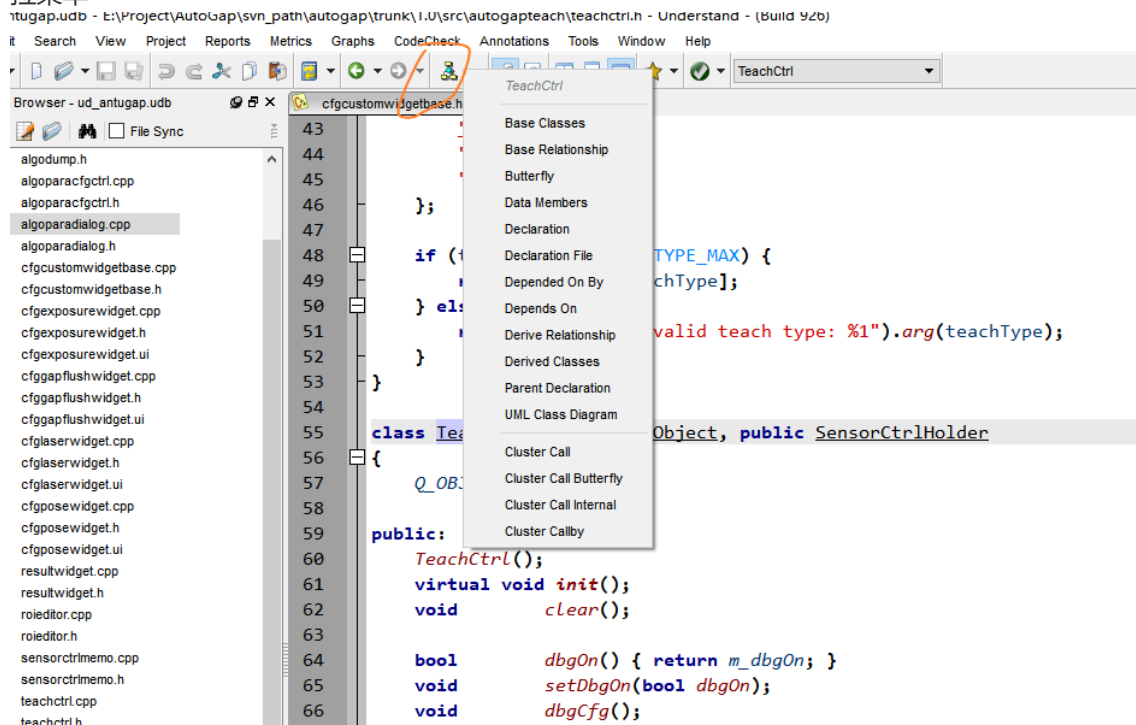 拉菜单
ntugap.udb - E:\Project\AutoGap\svn_path\autogap\trunk\1.0\src\autogapteach\teachctrl.h - Understand - (Build 926)
it Search View Project Reports Metrics Graphs CodeCheck Annotations Tools Window Help
TeachCtrl
Browser - ud_antugap.udb
cfgcustomwidgetbase.h
File Sync
algodump.h
algoparacfgctrl.cpp
algoparacfgctrl.h
algoparadialog.cpp
algoparadialog.h
cfgcustomwidgetbase.cpp
cfgcustomwidgetbase.h
cfgexposurewidget.cpp
cfgexposurewidget.h
cfgexposurewidget.ui
cfggapflushwidget.cpp
cfggapflushwidget.h
cfggapflushwidget.ui
cfglaserwidget.cpp
cfglaserwidget.h
cfglaserwidget.ui
cfgposewidget.cpp
cfgposewidget.h
cfgposewidget.ui
resultwidget.cpp
resultwidget.h
roieditor.cpp
roieditor.h
sensorctrlmemo.cpp
sensorctrlmemo.h
teachctrl.cpp
teachctrl.h
TeachCtrl
Base Classes
Base Relationship
Butterfly
Data Members
Declaration
Declaration File
Depended On By
Depends On
Derive Relationship
Derived Classes
Parent Declaration
UML Class Diagram
Cluster Call
Cluster Call Butterfly
Cluster Call Internal
Cluster Callby
43 "
44 "
45 "
46 };
47
48 if (t TYPE_MAX) {
49 r chType];
50 } els
51 r valid teach type: %1").arg(teachType);
52 }
53 }
54
55 class Tea Object, public SensorCtrlHolder
56 {
57 Q_OBJ
58
59 public:
60 TeachCtrl();
61 virtual void init();
62 void clear();
63
64 bool dbgOn() { return m_dbgOn; }
65 void setDbgOn(bool dbgOn);
66 void dbgCfg();